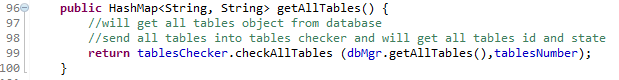 96 public HashMap<String, String> getAllTables() {
97 //will get all tables object from database
98 //send all tables into tables checker and will get all tables id and state
99 return tablesChecker.checkAllTables (dbMgr.getAllTables(),tablesNumber);
100 }